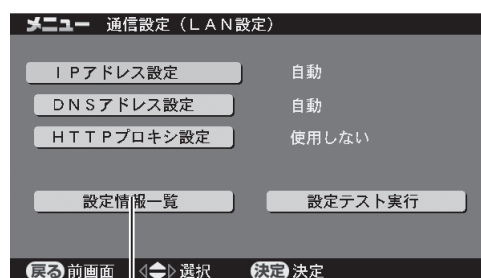 メニュー 通信設定（ＬＡＮ設定）
ＩＰアドレス設定 自動
ＤＮＳアドレス設定 自動
ＨＴＴＰプロキシ設定 使用しない
設定情報一覧 設定テスト実行
戻る 前画面 選択 決定 決定